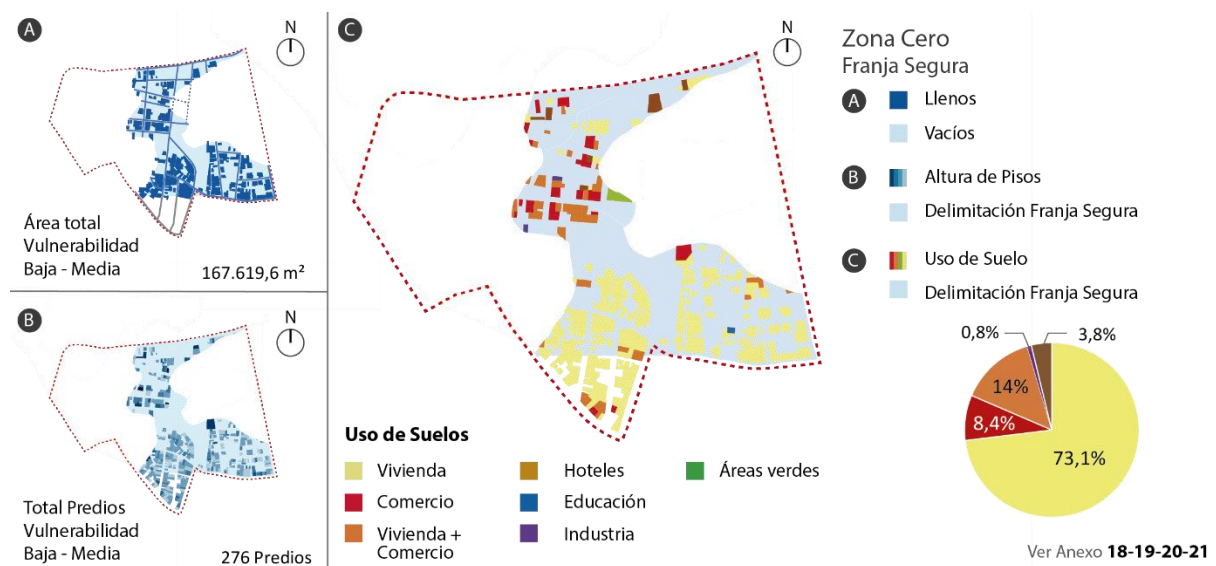 A
N
Área total
Vulnerabilidad
Baja - Media
167.619,6 m²
B
N
Total Predios
Vulnerabilidad
Baja - Media
276 Predios
C
N
Uso de Suelos
Vivienda
Comercio
Vivienda +
Comercio
Hoteles
Educación
Industria
Áreas verdes
Zona Cero
Franja Segura
A
Llenos
Vacíos
B
Altura de Pisos
Delimitación Franja Segura
C
Uso de Suelo
Delimitación Franja Segura
0,8%
3,8%
14%
8,4%
73,1%
Ver Anexo 18-19-20-21